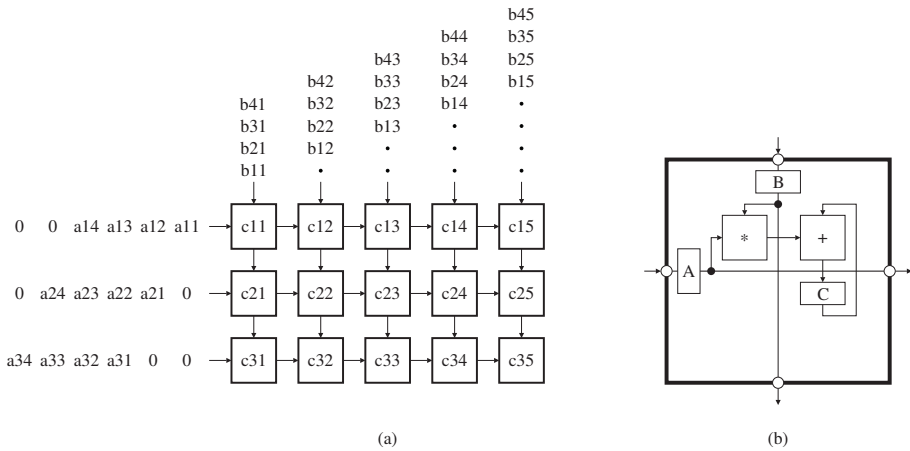 b45
b44 b35
b43 b34 b25
b42 b33 b24 b15
b41 b32 b23 b14 •
b31 b22 b13 • •
b21 b12 • • •
b11 • • • •
0 0 a14 a13 a12 a11 c11 c12 c13 c14 c15
0 a24 a23 a22 a21 0 c21 c22 c23 c24 c25
a34 a33 a32 a31 0 0 c31 c32 c33 c34 c35
(a)
B
* +
A
C
(b)